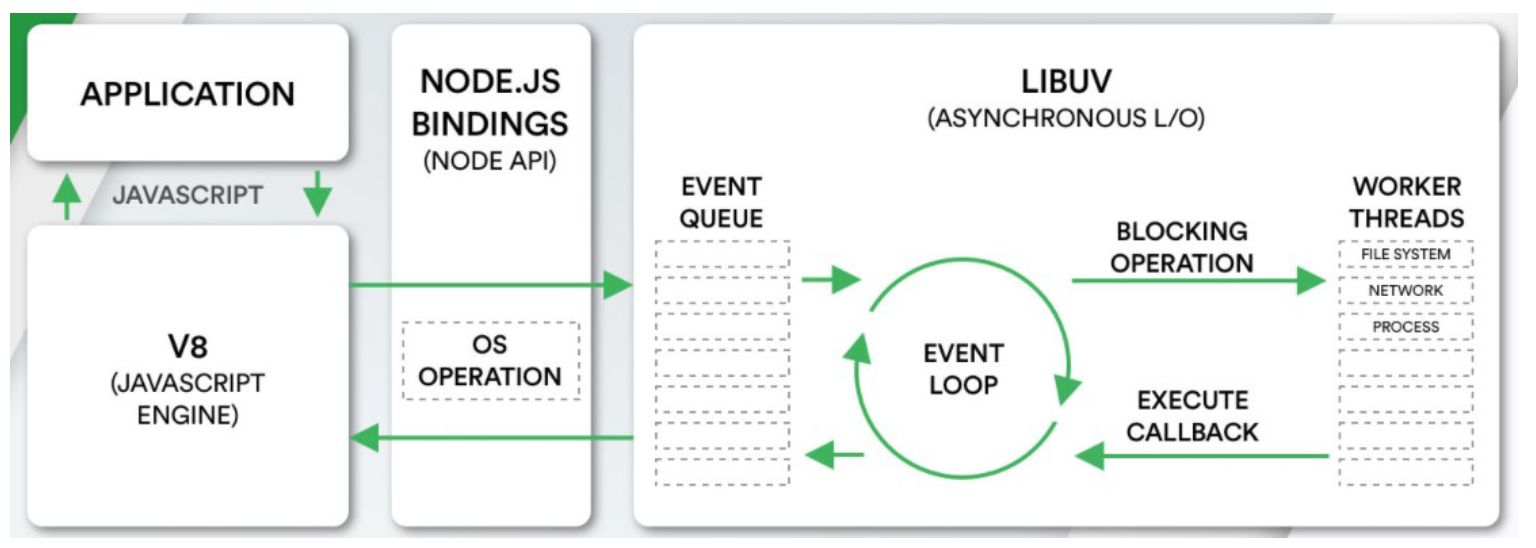 APPLICATION
JAVASCRIPT
V8
(JAVASCRIPT
ENGINE)
NODE.JS
BINDINGS
(NODE API)
OS
OPERATION
LIBUV
(ASYNCHRONOUS L/O)
EVENT
QUEUE
EVENT
LOOP
BLOCKING
OPERATION
EXECUTE
CALLBACK
WORKER
THREADS
FILE SYSTEM
NETWORK
PROCESS